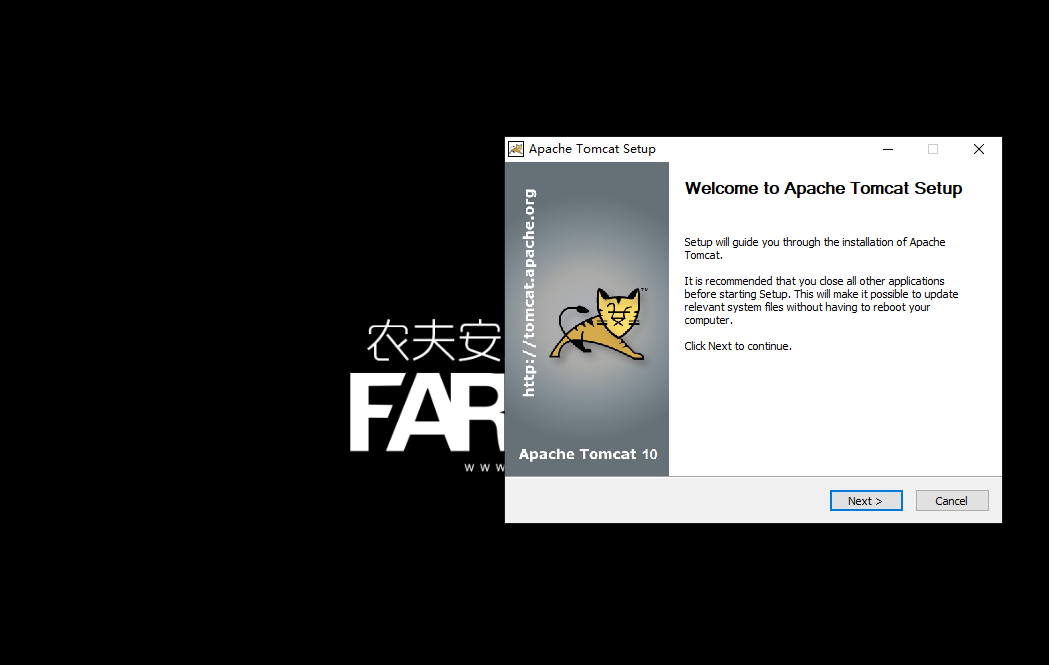 Apache Tomcat Setup
http://tomcat.apache.org
TM
Apache Tomcat 10
Welcome to Apache Tomcat Setup
Setup will guide you through the installation of Apache
Tomcat.
It is recommended that you close all other applications
before starting Setup. This will make it possible to update
relevant system files without having to reboot your
computer.
Click Next to continue.
Next >
Cancel
农夫安
FAR
ww